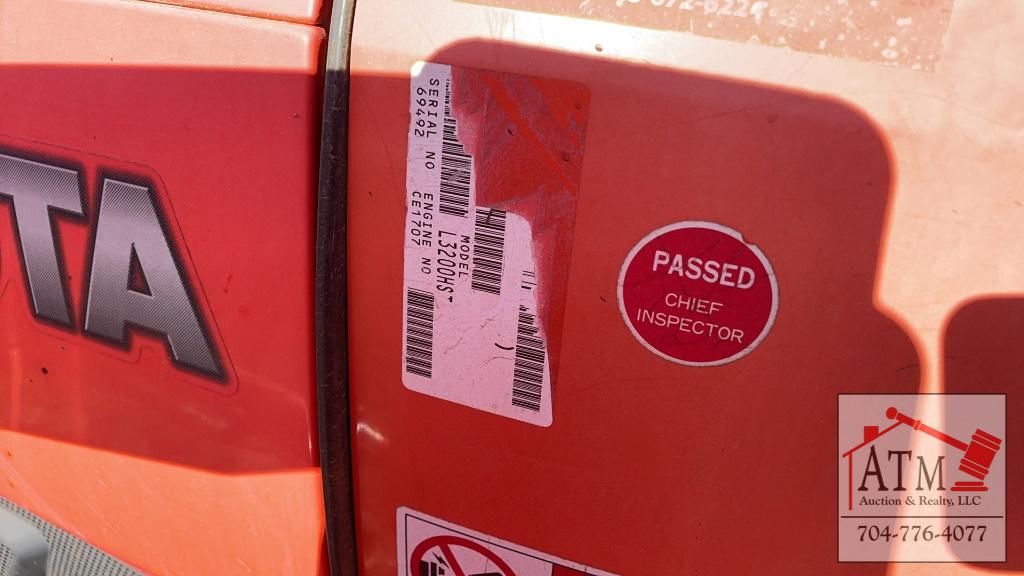 TA
SERIAL NO
69492
ENGINE NO
CE1707
MODEL
L3200HST
PASSED
CHIEF
INSPECTOR
ATM
Auction & Realty, LLC
704-776-4077